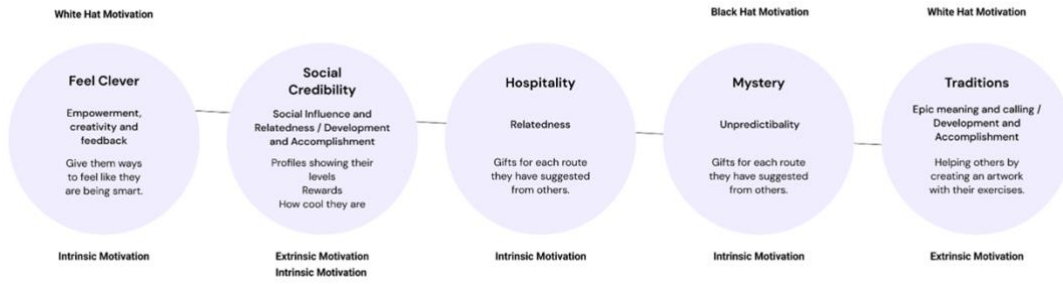 White Hat Motivation
Black Hat Motivation
White Hat Motivation
Feel Clever
Empowerment,
creativity and
feedback
Give them ways
to feel like they
are being smart.
Intrinsic Motivation
Social
Credibility
Social Influence and
Relatedness / Development
and Accomplishment
Profiles showing their
levels
Rewards
How cool they are
Extrinsic Motivation
Intrinsic Motivation
Hospitality
Relatedness
Gifts for each route
they have suggested
from others.
Intrinsic Motivation
Mystery
Unpredictibality
Gifts for each route
they have suggested
from others.
Intrinsic Motivation
Traditions
Epic meaning and calling /
Development and
Accomplishment
Helping others by
creating an artwork
with their exercises.
Extrinsic Motivation